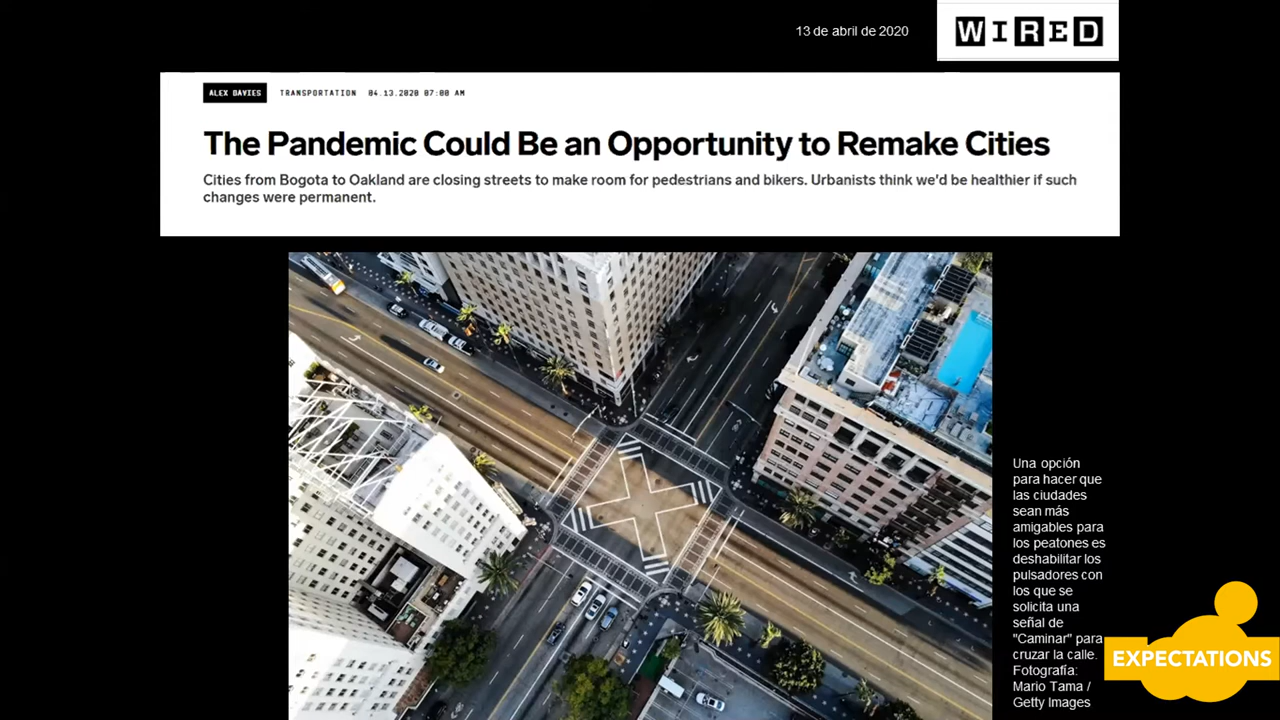 13 de abril de 2020
WIRED
ALEX DAVIES TRANSPORTATION 04.13.2020 07:00 AM
The Pandemic Could Be an Opportunity to Remake Cities
Cities from Bogota to Oakland are closing streets to make room for pedestrians and bikers. Urbanists think we'd be healthier if such
changes were permanent.
Una opción
para hacer que
las ciudades
sean más
amigables para
los peatones es
deshabilitar los
pulsadores con
los que se
solicita una
señal de
"Caminar" para
cruzar la calle.
Fotografía:
Mario Tama /
Getty Images
EXPECTATIONS